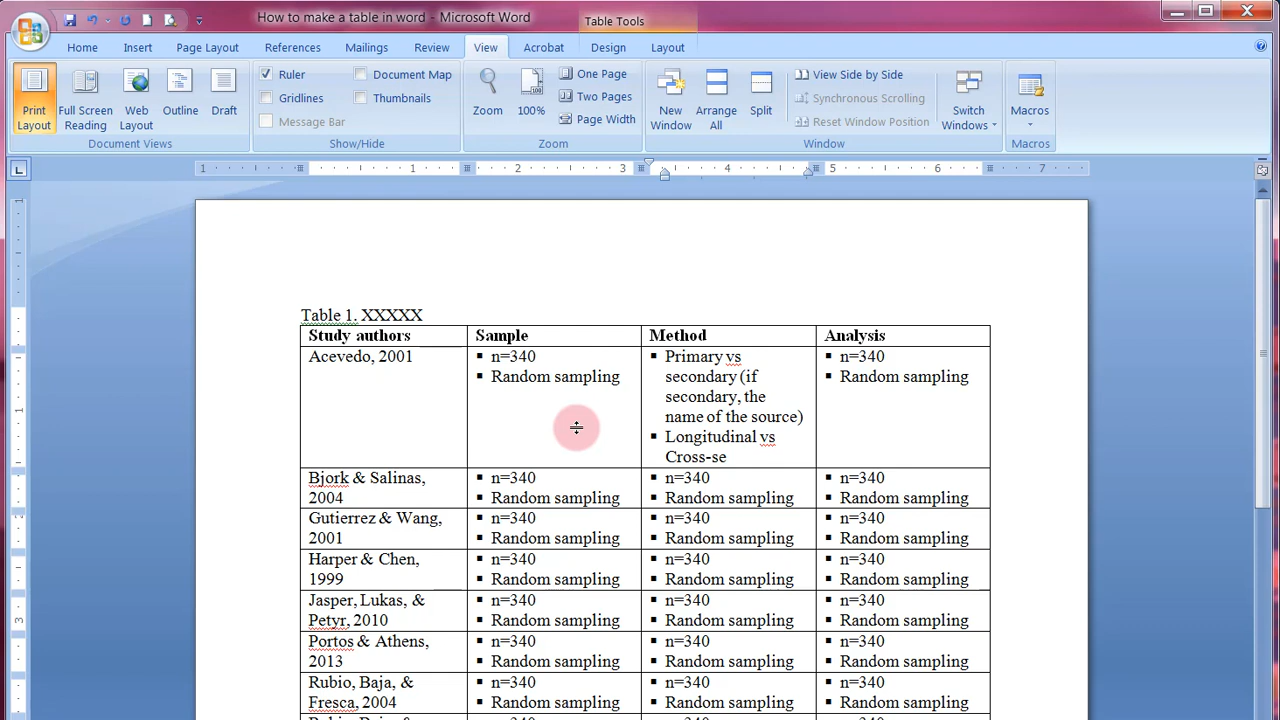 How to make a table in word - Microsoft Word
Table Tools
Home Insert Page Layout References Mailings Review View Acrobat Design Layout
Print Layout
Full Screen Reading
Web Layout
Outline
Draft
Document Views
Ruler
Gridlines
Message Bar
Document Map
Thumbnails
Show/Hide
Zoom
100%
One Page
Two Pages
Page Width
Zoom
New Window
Arrange All
Split
View Side by Side
Synchronous Scrolling
Reset Window Position
Switch Windows
Window
Macros
Macros
1 1 2 3 4 5 6 7
Table 1. XXXXX
Study authors Sample Method Analysis
Acevedo, 2001
▪ n=340
▪ Random sampling
▪ Primary vs
secondary (if
secondary, the
name of the source)
▪ Longitudinal vs
Cross-se
▪ n=340
▪ Random sampling
Bjork & Salinas,
2004
▪ n=340
▪ Random sampling
▪ n=340
▪ Random sampling
▪ n=340
▪ Random sampling
Gutierrez & Wang,
2001
▪ n=340
▪ Random sampling
▪ n=340
▪ Random sampling
▪ n=340
▪ Random sampling
Harper & Chen,
1999
▪ n=340
▪ Random sampling
▪ n=340
▪ Random sampling
▪ n=340
▪ Random sampling
Jasper, Lukas, &
Petyr, 2010
▪ n=340
▪ Random sampling
▪ n=340
▪ Random sampling
▪ n=340
▪ Random sampling
Portos & Athens,
2013
▪ n=340
▪ Random sampling
▪ n=340
▪ Random sampling
▪ n=340
▪ Random sampling
Rubio, Baja, &
Fresca, 2004
▪ n=340
▪ Random sampling
▪ n=340
▪ Random sampling
▪ n=340
▪ Random sampling